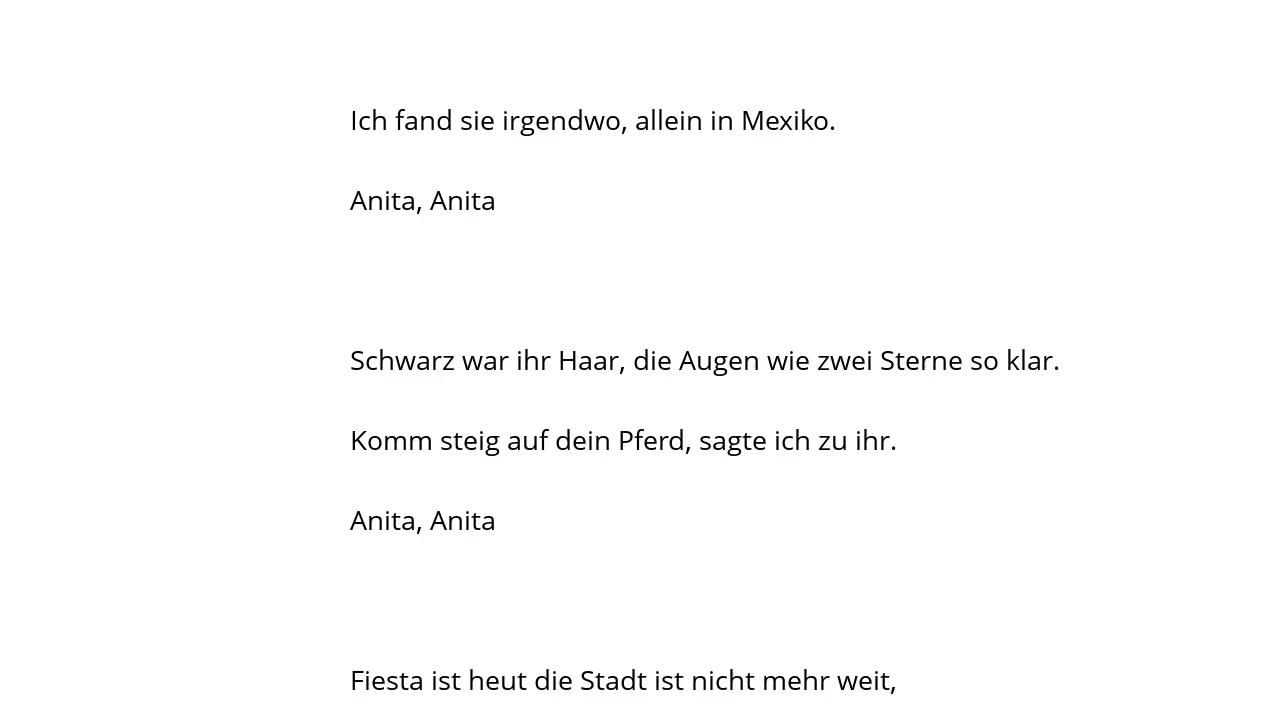 Ich fand sie irgendwo, allein in Mexiko.
Anita, Anita
Schwarz war ihr Haar, die Augen wie zwei Sterne so klar.
Komm steig auf dein Pferd, sagte ich zu ihr.
Anita, Anita
Fiesta ist heut die Stadt ist nicht mehr weit,